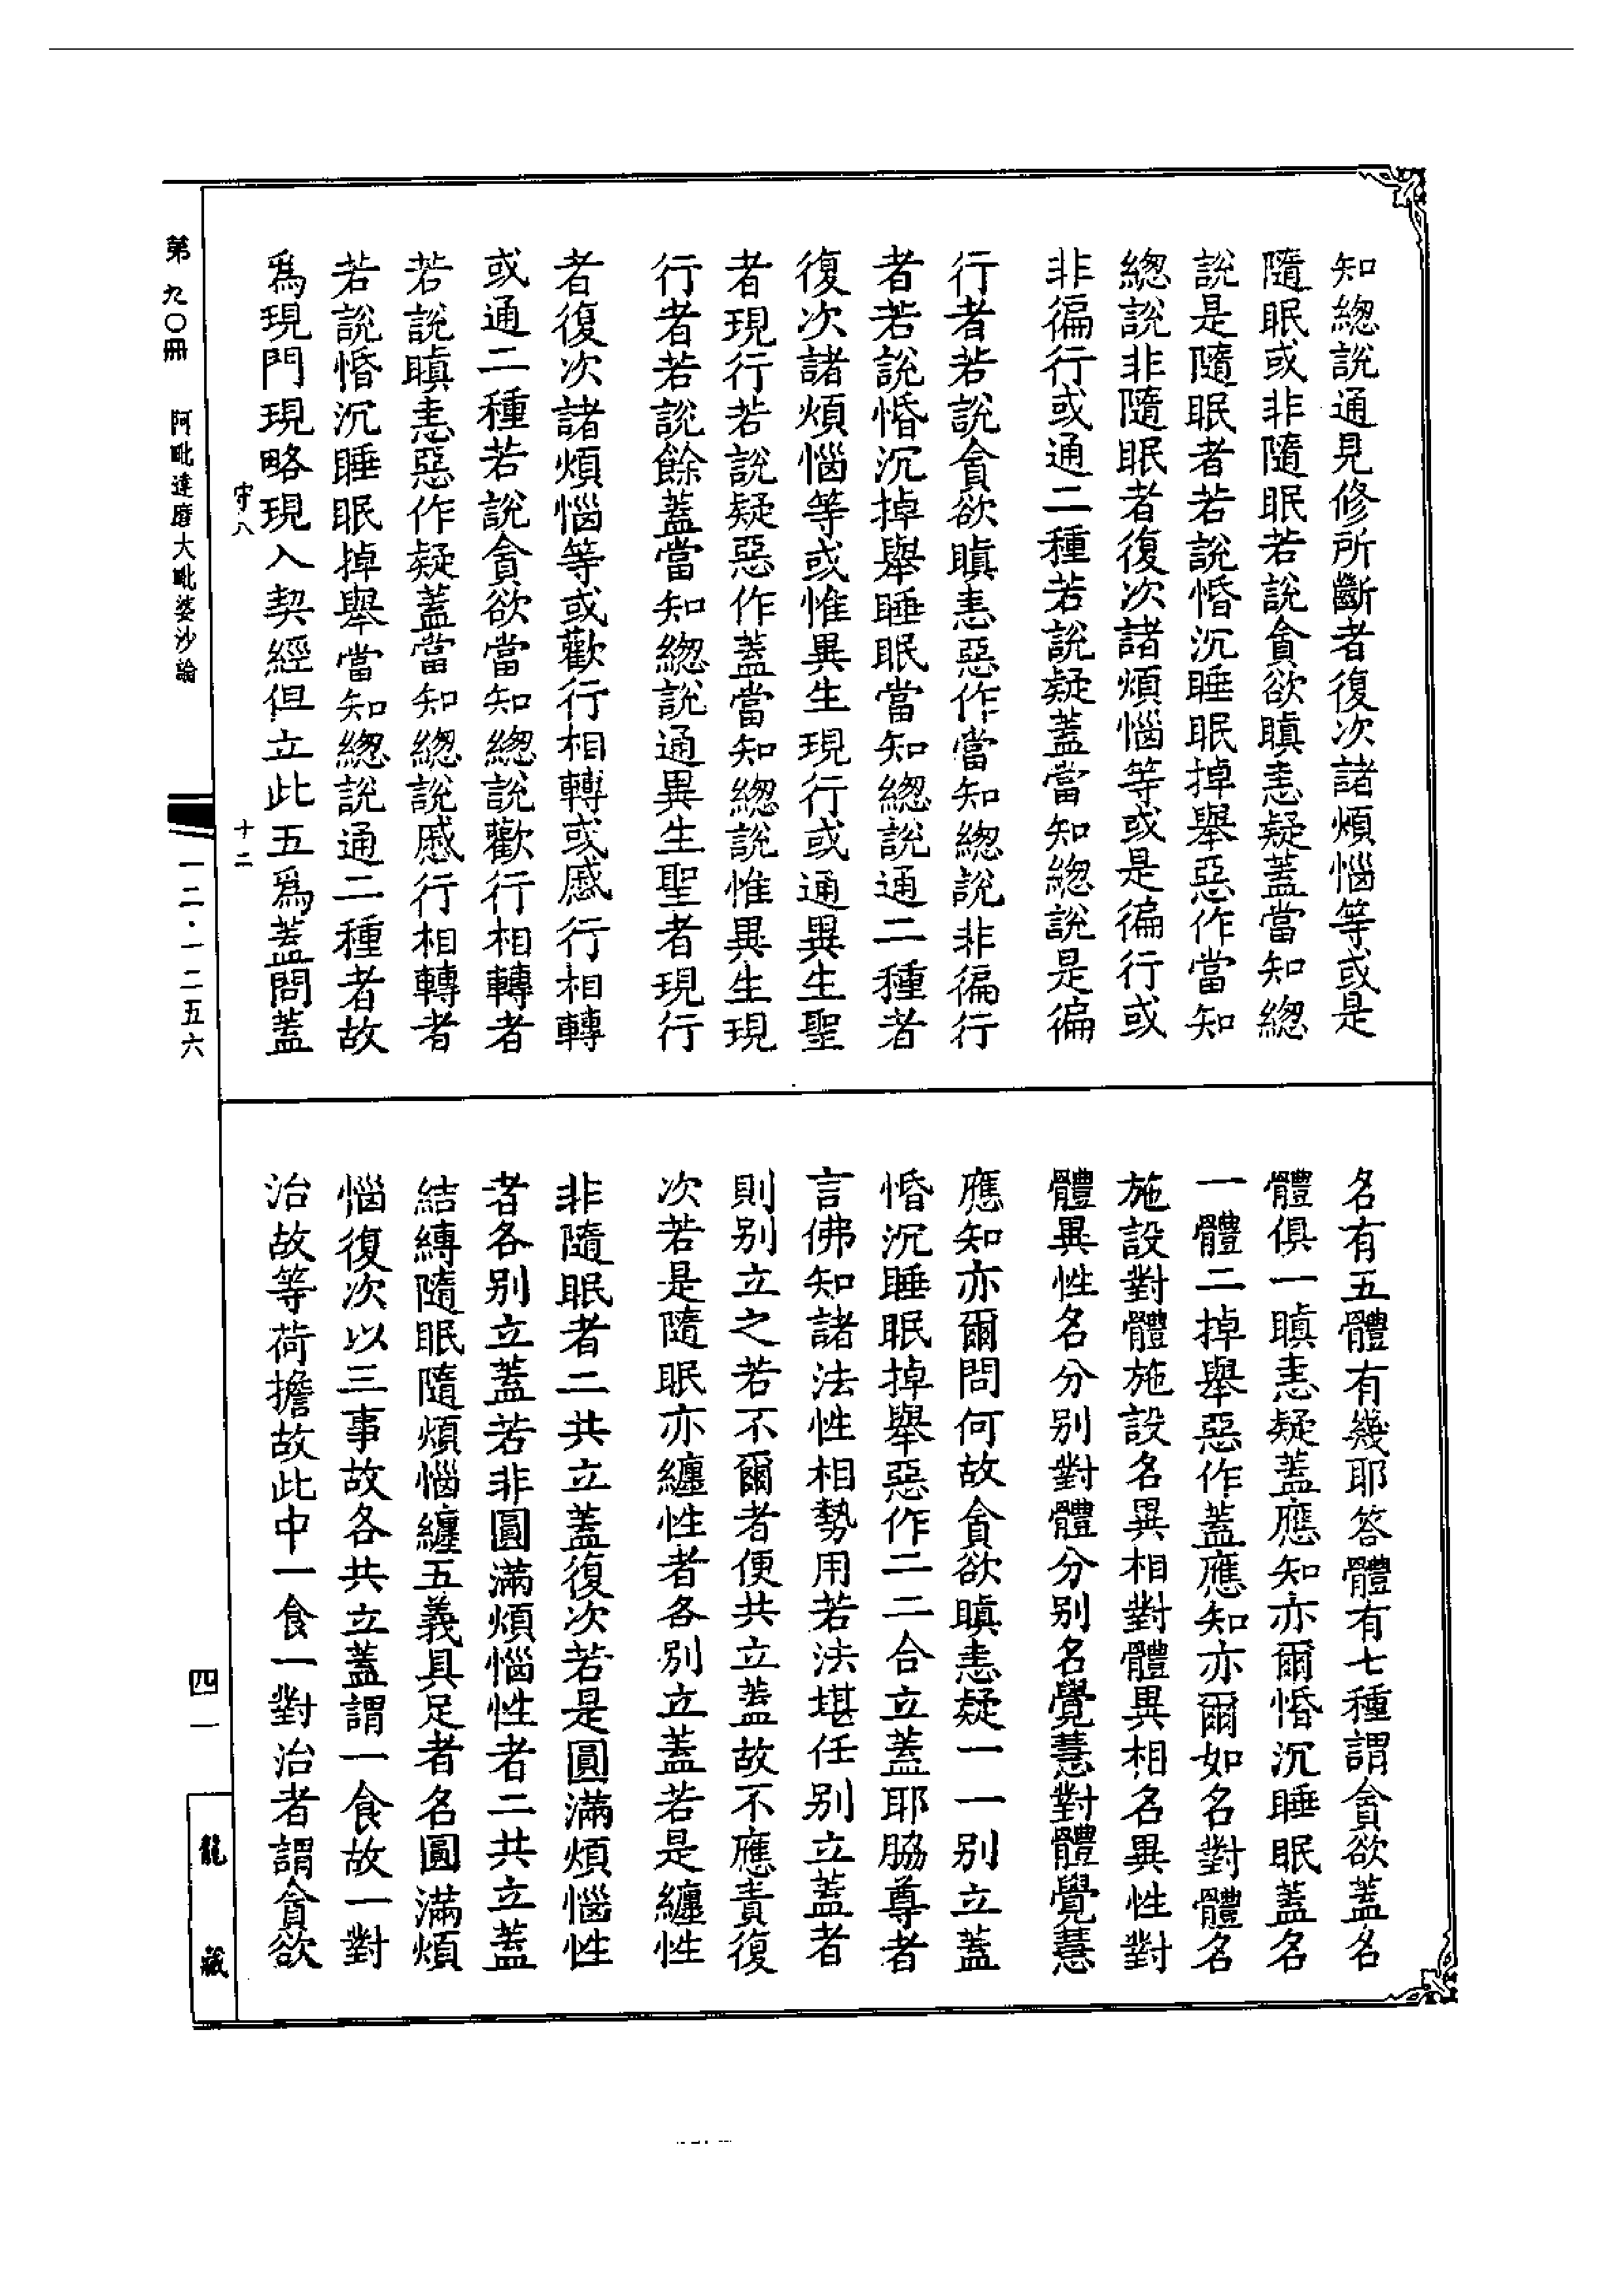 知總說通見修所斷者復次諸煩惱等或是
隨眠或非隨眠若說貪欲瞋恚疑蓋當知總
說是隨眠者若說惛沉睡眠掉舉惡作當知
總說非隨眠者復次諸煩惱等或是徧行或
非徧行或通二種若說疑蓋當知總說是徧
行者若說貪欲瞋恚惡作當知總說非徧行
者若說惛沉掉舉睡眠當知總說通二種者
復次諸煩惱等或惟異生現行或通異生聖
者現行若說疑惡作蓋當知總說惟異生現
行者若說餘蓋當知總說通異生聖者現行
者復次諸煩惱等或歡行相轉或慼行相轉
或通二種若說貪欲當知總說歡行相轉者
若說瞋恚惡作疑蓋當知總說慼行相轉者
若說惛沉睡眠掉舉當知總說通二種者故
爲現門現略現入契經但立此五爲蓋問蓋
名有五體有幾耶答體有七種謂貪欲蓋名
體俱一瞋恚疑蓋應知亦爾惛沉睡眠蓋名
一體二掉舉惡作蓋應知亦爾如名對體名
施設對體施設名異相對體異相名異性對
體異性名分别對體分别名覺慧對體覺慧
應知亦爾問何故貪欲瞋恚疑一一别立蓋
惛沉睡眠掉舉惡作二二合立蓋耶脇尊者
言佛知諸法性相勢用若法堪任别立蓋者
則别立之若不爾者便共立蓋故不應責復
次若是隨眠亦纏性者各别立蓋若是纏性
非隨眠者二共立蓋復次若是圓滿煩惱性
者各别立蓋若非圓滿煩惱性者二共立蓋
結縛隨眠隨煩惱纏五義具足者名圓滿煩
惱復次以三事故各共立蓋謂一食故一對
治故等荷擔故此中一食一對治者謂貪欲
守八
十二
第九〇冊 阿毗達磨大毗婆沙論
一二·一二五六
四一
龍藏